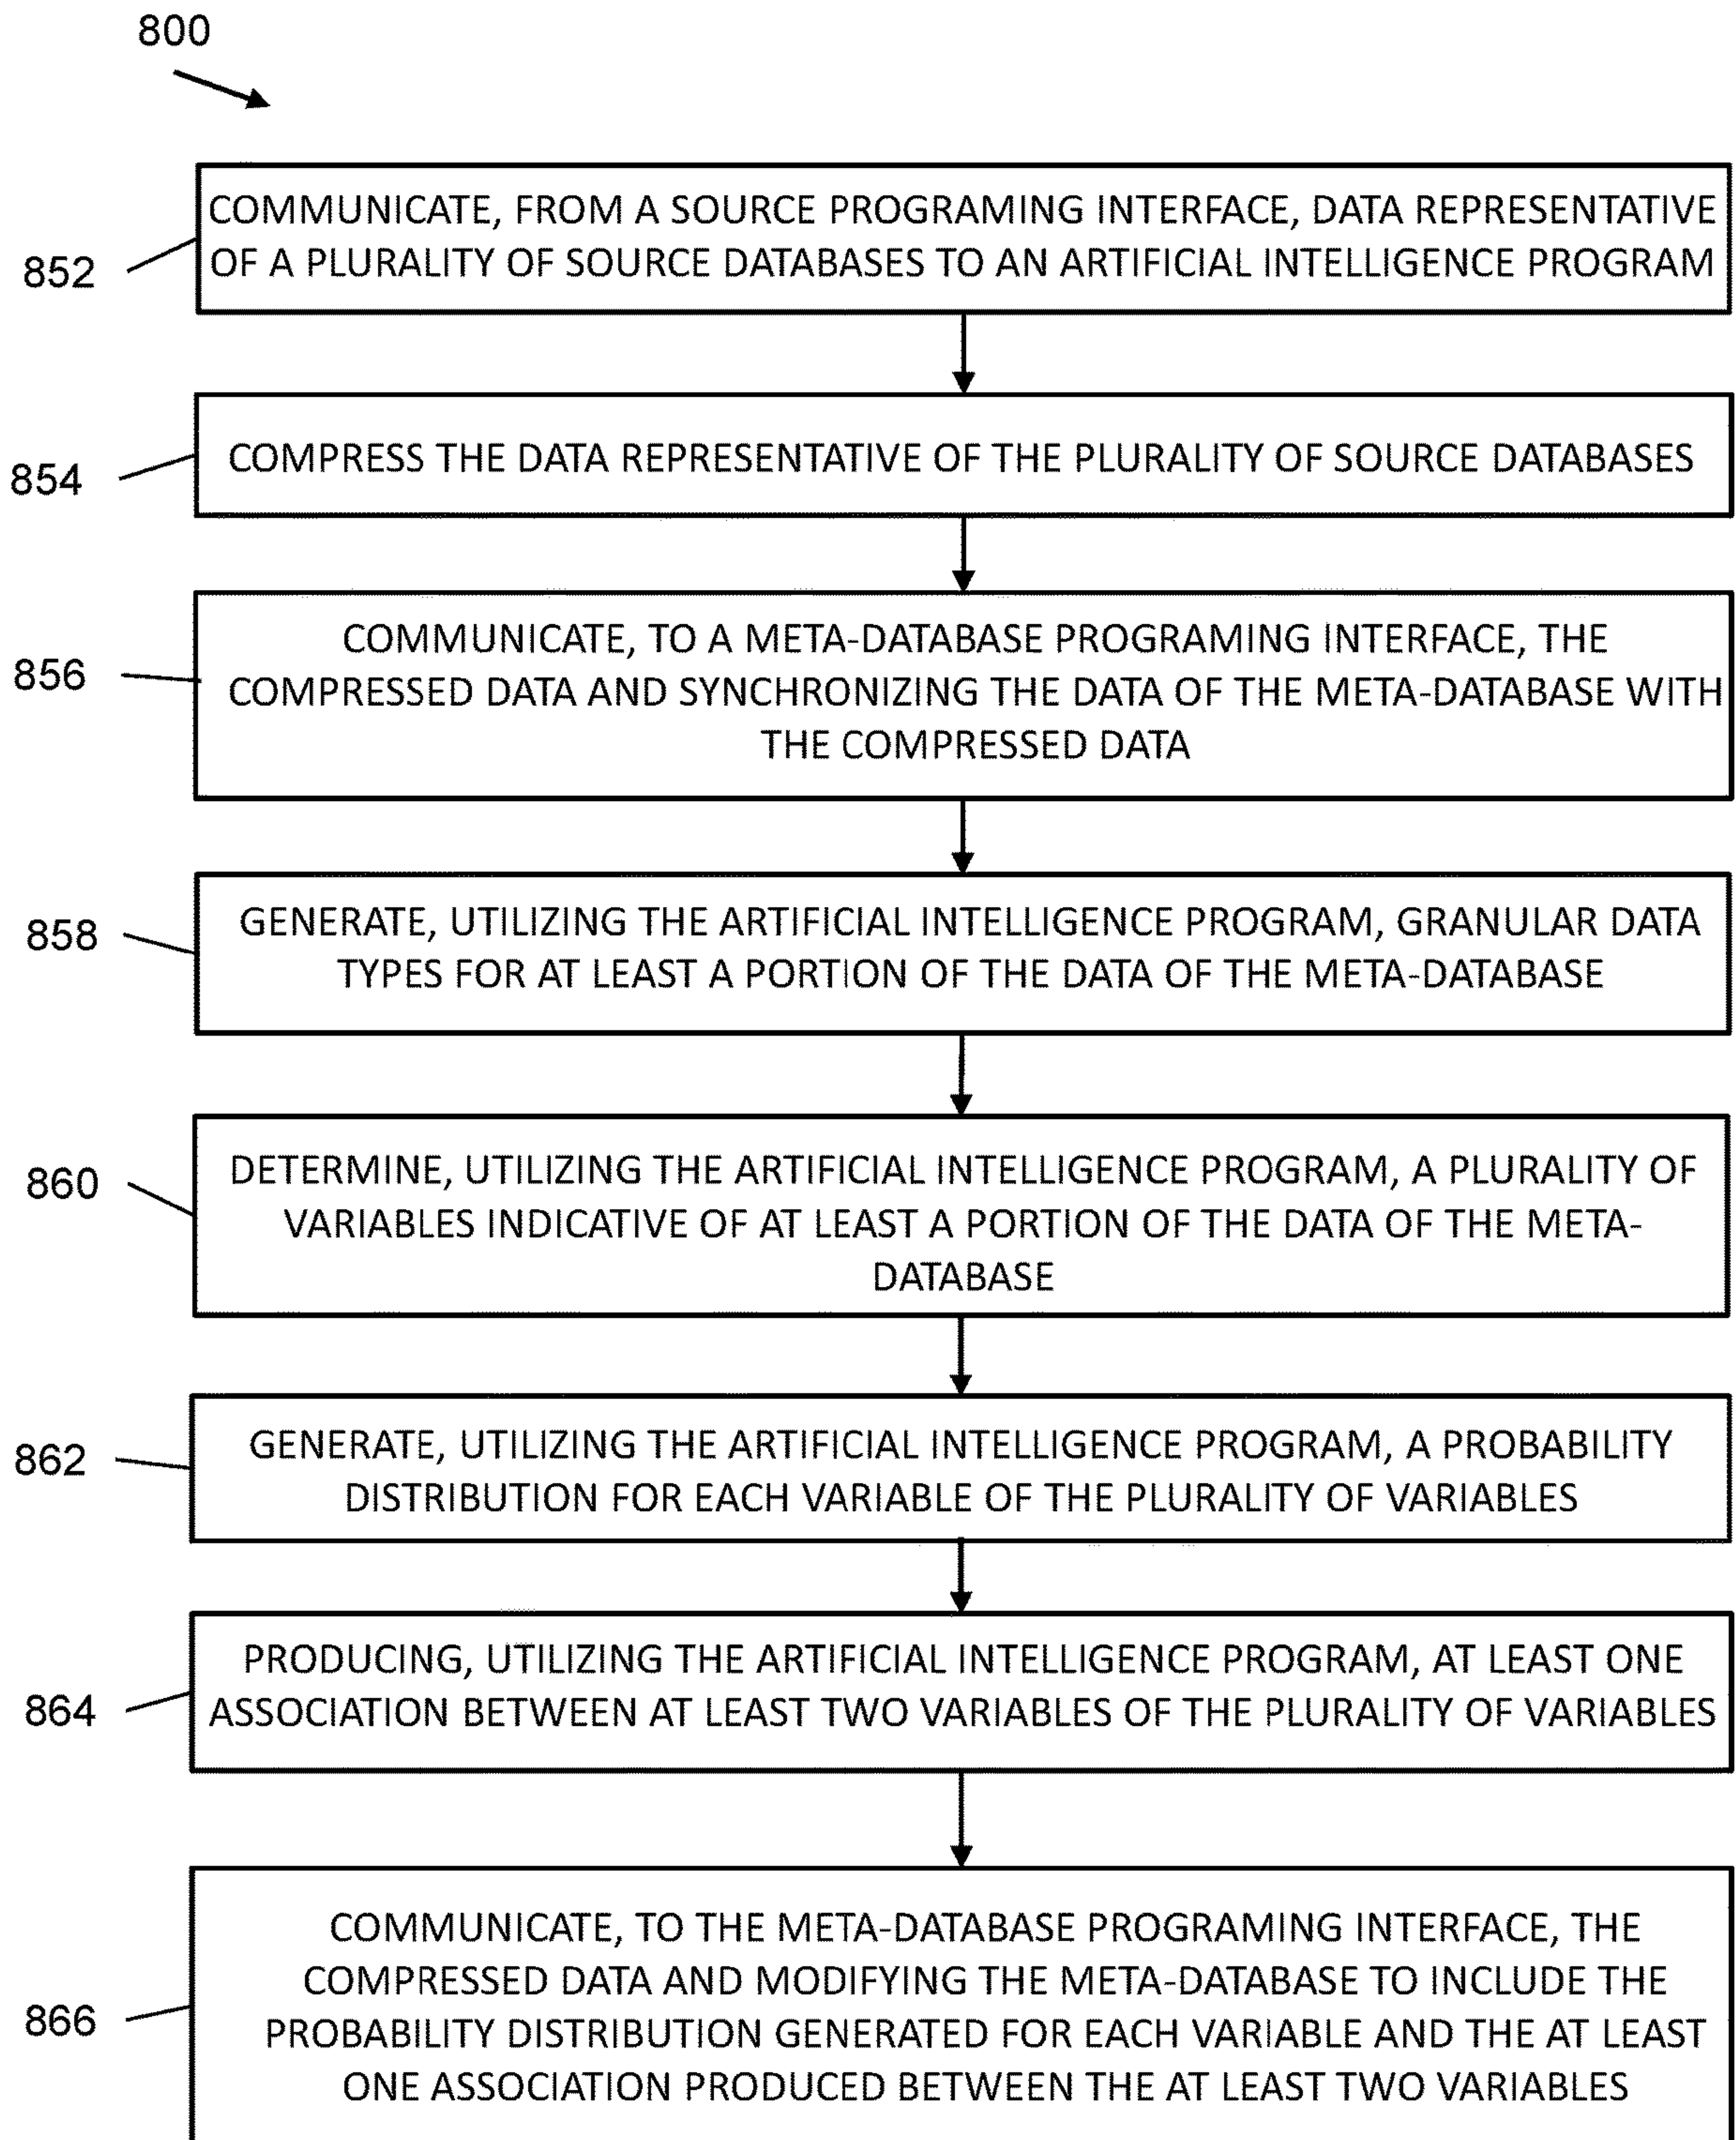 800
852
COMMUNICATE, FROM A SOURCE PROGRAMING INTERFACE, DATA REPRESENTATIVE
OF A PLURALITY OF SOURCE DATABASES TO AN ARTIFICIAL INTELLIGENCE PROGRAM
854
COMPRESS THE DATA REPRESENTATIVE OF THE PLURALITY OF SOURCE DATABASES
856
COMMUNICATE, TO A META-DATABASE PROGRAMING INTERFACE, THE
COMPRESSED DATA AND SYNCHRONIZING THE DATA OF THE META-DATABASE WITH
THE COMPRESSED DATA
858
GENERATE, UTILIZING THE ARTIFICIAL INTELLIGENCE PROGRAM, GRANULAR DATA
TYPES FOR AT LEAST A PORTION OF THE DATA OF THE META-DATABASE
860
DETERMINE, UTILIZING THE ARTIFICIAL INTELLIGENCE PROGRAM, A PLURALITY OF
VARIABLES INDICATIVE OF AT LEAST A PORTION OF THE DATA OF THE META-
DATABASE
862
GENERATE, UTILIZING THE ARTIFICIAL INTELLIGENCE PROGRAM, A PROBABILITY
DISTRIBUTION FOR EACH VARIABLE OF THE PLURALITY OF VARIABLES
864
PRODUCING, UTILIZING THE ARTIFICIAL INTELLIGENCE PROGRAM, AT LEAST ONE
ASSOCIATION BETWEEN AT LEAST TWO VARIABLES OF THE PLURALITY OF VARIABLES
866
COMMUNICATE, TO THE META-DATABASE PROGRAMING INTERFACE, THE
COMPRESSED DATA AND MODIFYING THE META-DATABASE TO INCLUDE THE
PROBABILITY DISTRIBUTION GENERATED FOR EACH VARIABLE AND THE AT LEAST
ONE ASSOCIATION PRODUCED BETWEEN THE AT LEAST TWO VARIABLES